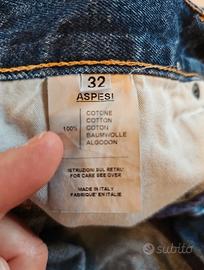 32
ASPESI
COTONE
COTTON
100% COTON
BAUMWOLLE
ALGODON
ISTRUZIONI SUL RETRO
FOR CARE SEE OVER
MADE IN ITALY
FABRIQUE' EN ITALIE
subito